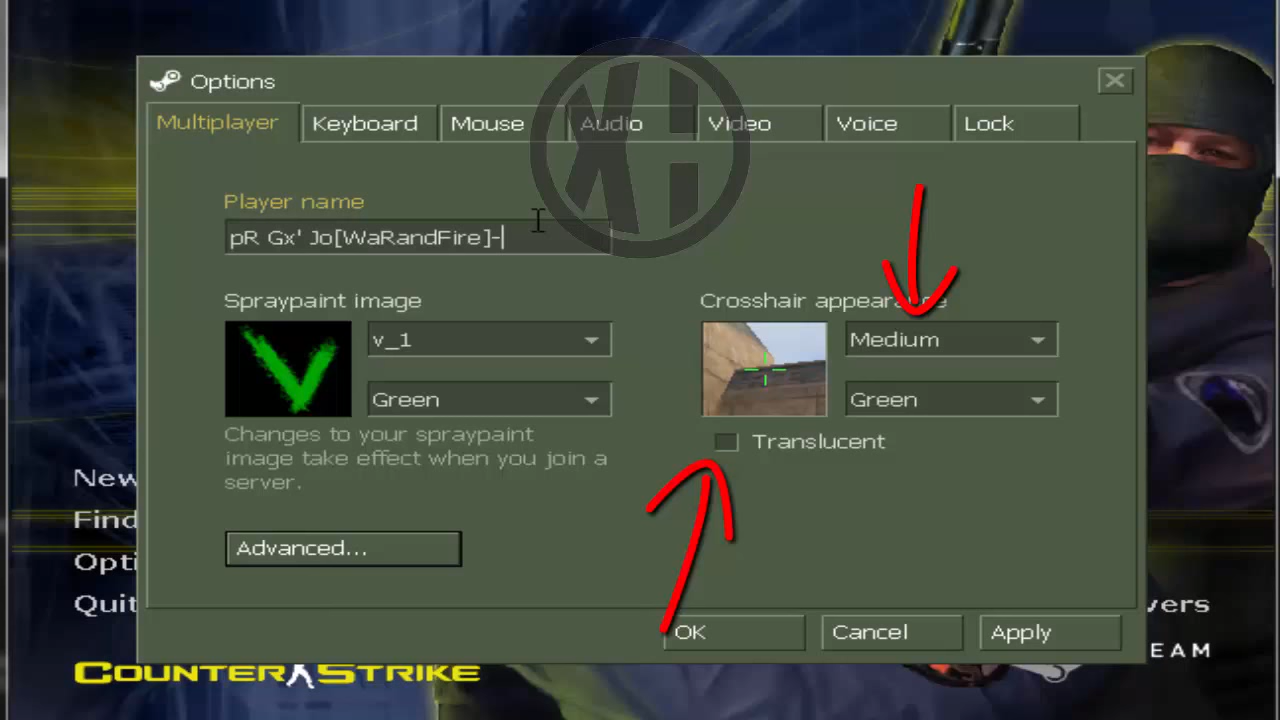 Options
Multiplayer Keyboard Mouse Audio Video Voice Lock
Player name
pR Gx' Jo[WaRandFire]-
Spraypaint image
Crosshair appearance
v_1
Medium
Green
Green
Changes to your spraypaint
image take effect when you join a
server.
Translucent
Advanced...
OK Cancel Apply
New
Find
Opti
Quit
vers
EAM
COUNTER STRIKE
XH